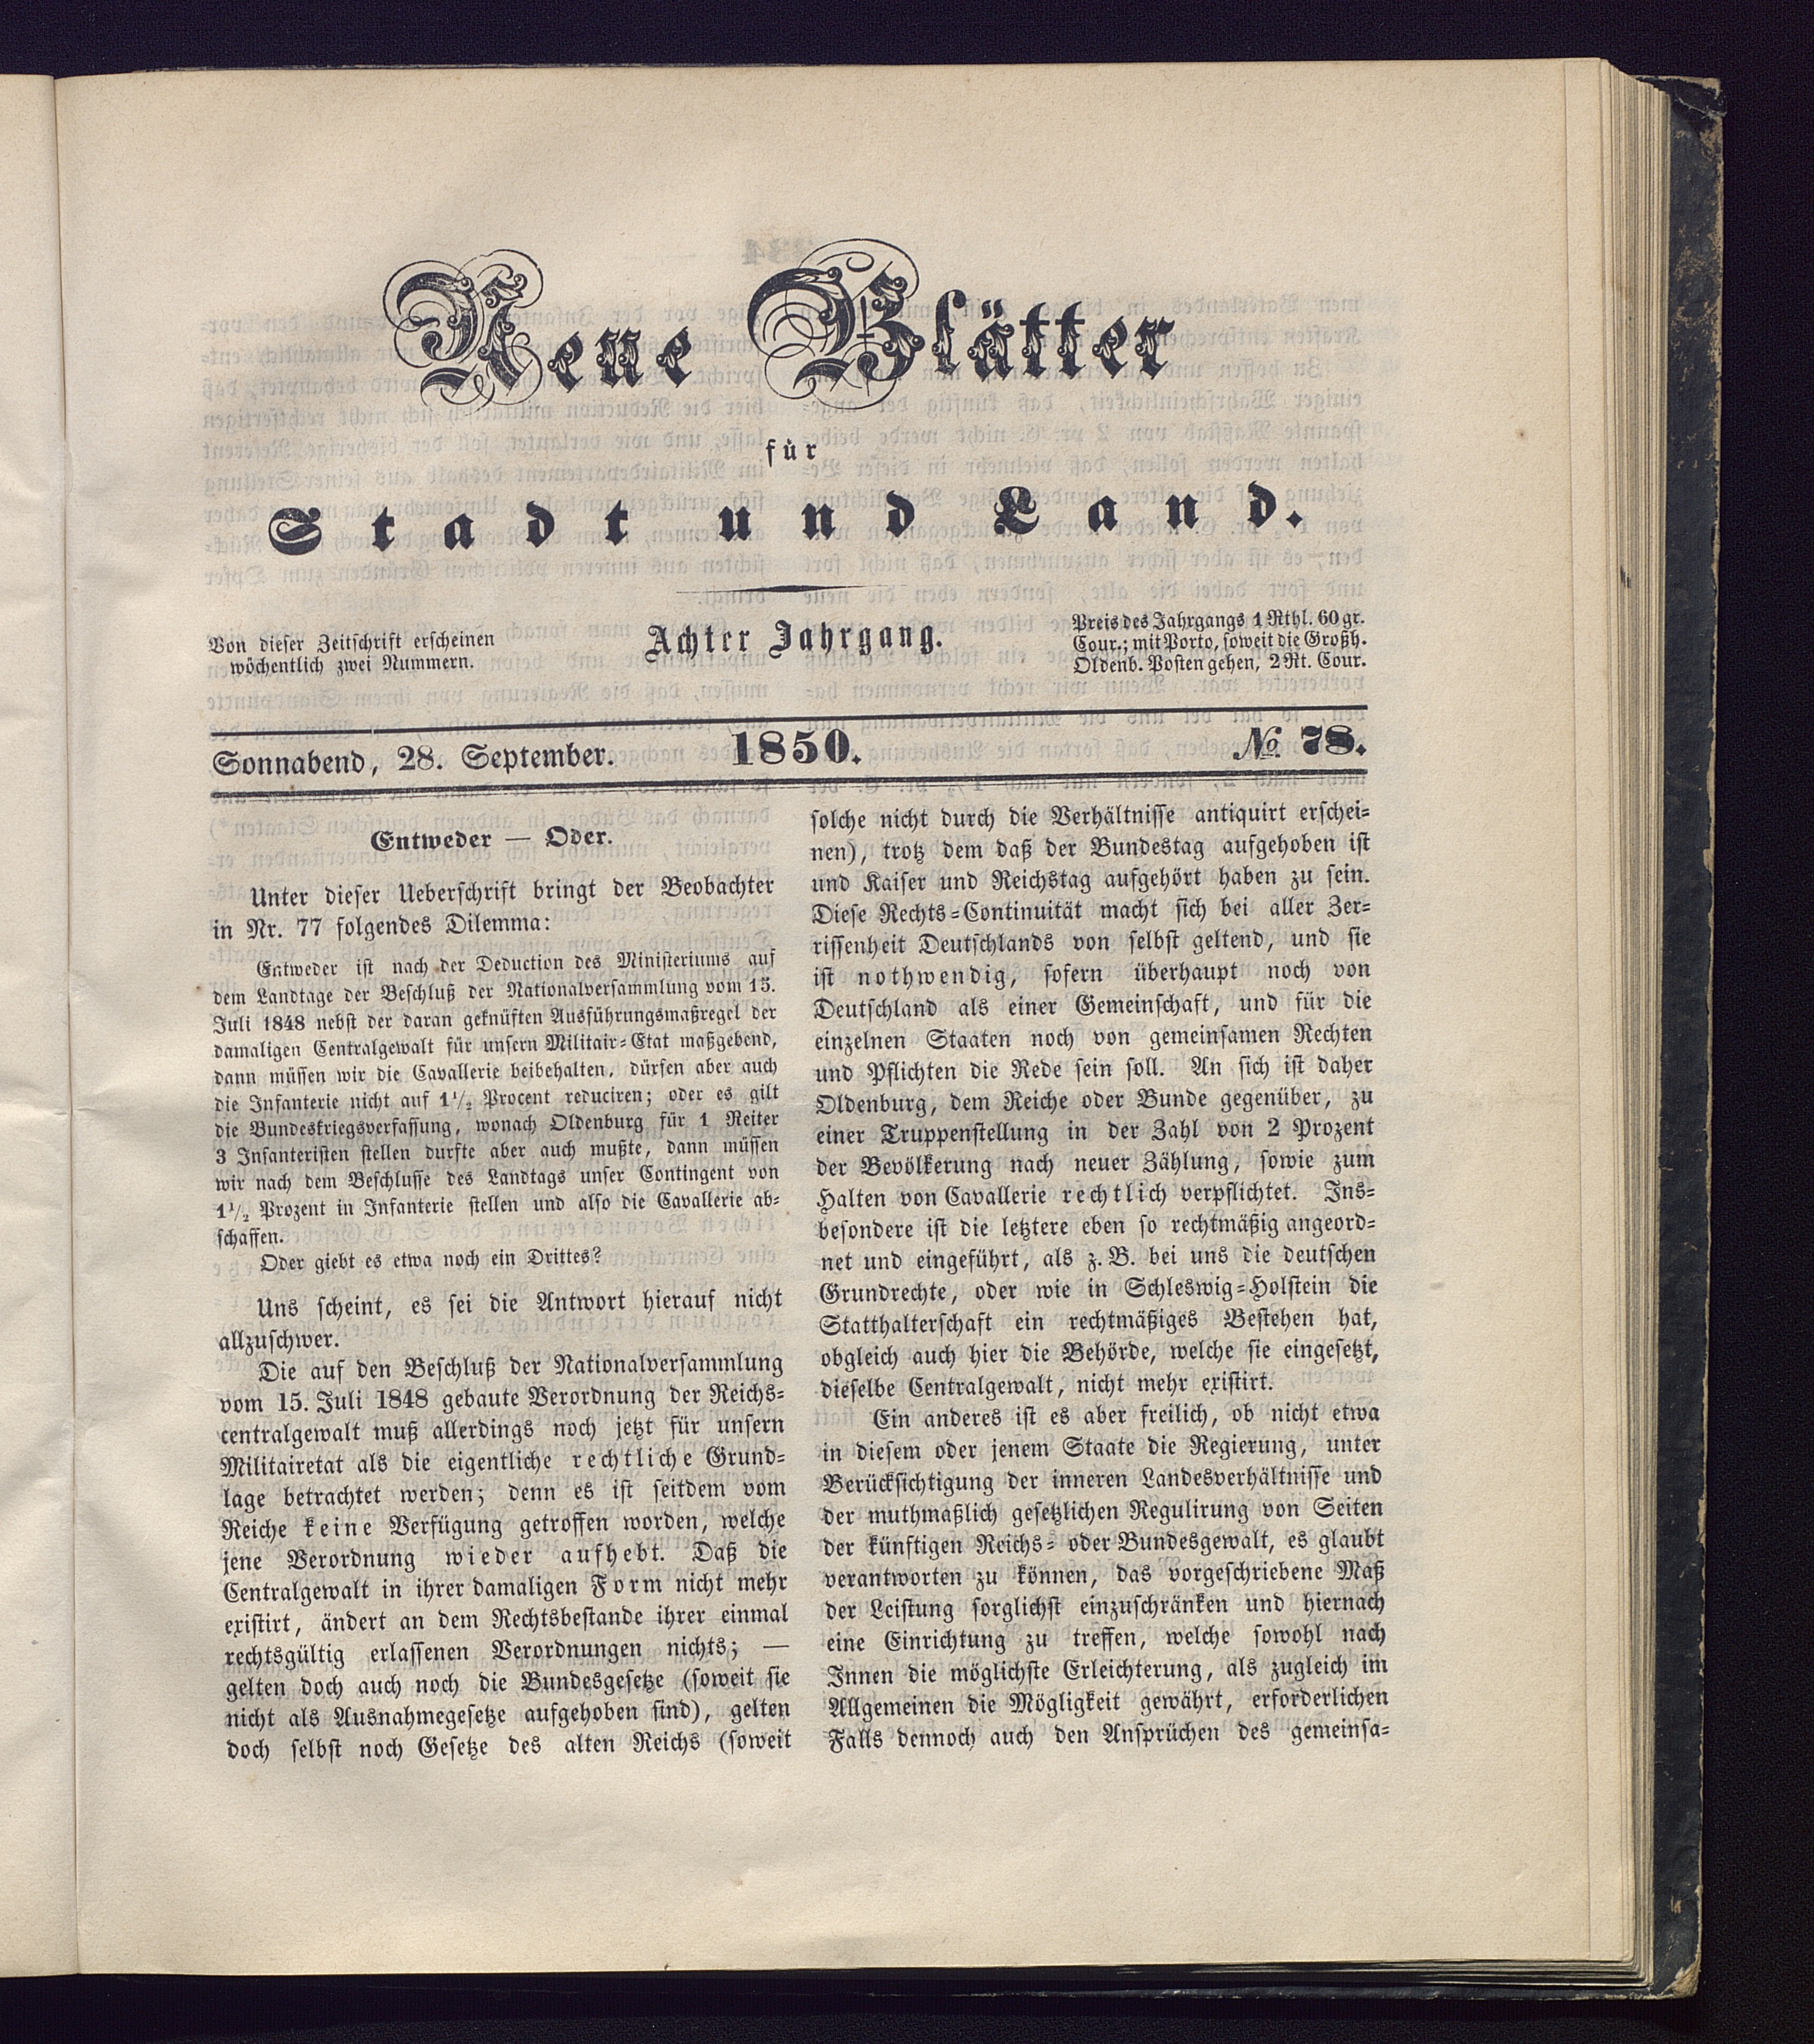 Neue Blätter
für
Stadt und Land.
Von dieser Zeitschrift erscheinen
wöchentlich zwei Nummern.
Achter Jahrgang.
Preis des Jahrgangs 1 Rthl. 60 gr.
Cour.; mit Porto, soweit die Großh.
Oldenb. Posten gehen, 2 Rt. Cour.
Sonnabend, 28. September. 1850. No. 78.
Entweder — Oder.
Unter dieser Ueberschrift bringt der Beobachter
in Nr. 77 folgendes Dilemma:
Entweder ist nach der Deduction des Ministeriums auf
dem Landtage der Beschluß der Nationalversammlung vom 15.
Juli 1848 nebst der daran geknüften Ausführungsmaßregel der
damaligen Centralgewalt für unsern Militair-Etat maßgebend,
dann müssen wir die Cavallerie beibehalten, dürfen aber auch
die Infanterie nicht auf 1½ Procent reduciren; oder es gilt
die Bundeskriegsverfassung, wonach Oldenburg für 1 Reiter
3 Infanteristen stellen durfte aber auch mußte, dann müssen
wir nach dem Beschlusse des Landtags unser Contingent von
1½ Prozent in Infanterie stellen und also die Cavallerie ab-
schaffen.
Oder giebt es etwa noch ein Drittes?
Uns scheint, es sei die Antwort hierauf nicht
allzuschwer.
Die auf den Beschluß der Nationalversammlung
vom 15. Juli 1848 gebaute Verordnung der Reichs-
centralgewalt muß allerdings noch jetzt für unsern
Militairetat als die eigentliche rechtliche Grund-
lage betrachtet werden; denn es ist seitdem vom
Reiche keine Verfügung getroffen worden, welche
jene Verordnung wieder aufhebt. Daß die
Centralgewalt in ihrer damaligen Form nicht mehr
existirt, ändert an dem Rechtsbestande ihrer einmal
rechtsgültig erlassenen Verordnungen nichts; —
gelten doch auch noch die Bundesgesetze (soweit sie
nicht als Ausnahmegesetze aufgehoben sind), gelten
doch selbst noch Gesetze des alten Reichs (soweit
solche nicht durch die Verhältnisse antiquirt erschei-
nen), trotz dem daß der Bundestag aufgehoben ist
und Kaiser und Reichstag aufgehört haben zu sein.
Diese Rechts-Continuität macht sich bei aller Zer-
rissenheit Deutschlands von selbst geltend, und sie
ist nothwendig, sofern überhaupt noch von
Deutschland als einer Gemeinschaft, und für die
einzelnen Staaten noch von gemeinsamen Rechten
und Pflichten die Rede sein soll. An sich ist daher
Oldenburg, dem Reiche oder Bunde gegenüber, zu
einer Truppenstellung in der Zahl von 2 Prozent
der Bevölkerung nach neuer Zählung, sowie zum
Halten von Cavallerie rechtlich verpflichtet. Ins-
besondere ist die letztere eben so rechtmäßig angeord-
net und eingeführt, als z. B. bei uns die deutschen
Grundrechte, oder wie in Schleswig-Holstein die
Statthalterschaft ein rechtmäßiges Bestehen hat,
obgleich auch hier die Behörde, welche sie eingesetzt,
dieselbe Centralgewalt, nicht mehr existirt.
Ein anderes ist es aber freilich, ob nicht etwa
in diesem oder jenem Staate die Regierung, unter
Berücksichtigung der inneren Landesverhältnisse und
der muthmaßlich gesetzlichen Regulirung von Seiten
der künftigen Reichs- oder Bundesgewalt, es glaubt
verantworten zu können, das vorgeschriebene Maß
der Leistung sorglichst einzuschränken und hiernach
eine Einrichtung zu treffen, welche sowohl nach
Innen die möglichste Erleichterung, als zugleich im
Allgemeinen die Mögligkeit gewährt, erforderlichen
Falls dennoch auch den Ansprüchen des gemeinsa-